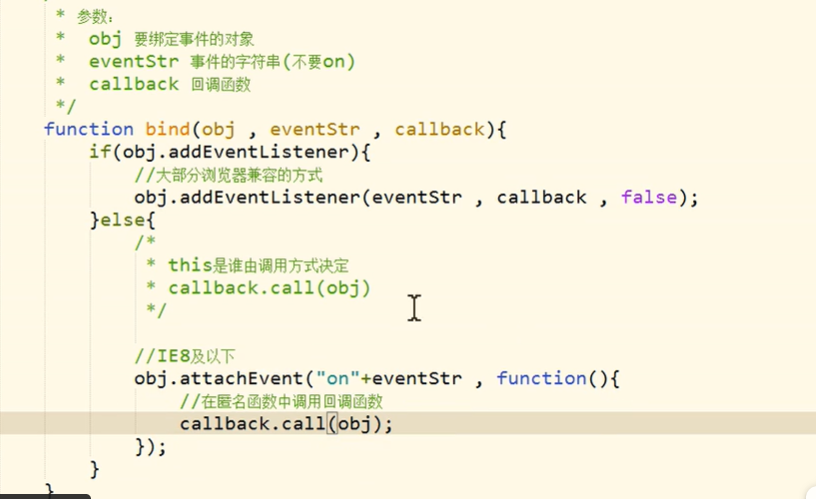 * 参数:
* obj 要绑定事件的对象
* eventStr 事件的字符串(不要on)
* callback 回调函数
*/
function bind(obj , eventStr , callback){
if(obj.addEventListener){
//大部分浏览器兼容的方式
obj.addEventListener(eventStr , callback , false);
}else{
/*
* this是谁由调用方式决定
* callback.call(obj)
*/
//IE8及以下
obj.attachEvent("on"+eventStr , function(){
//在匿名函数中调用回调函数
callback.call(obj);
});
}
}